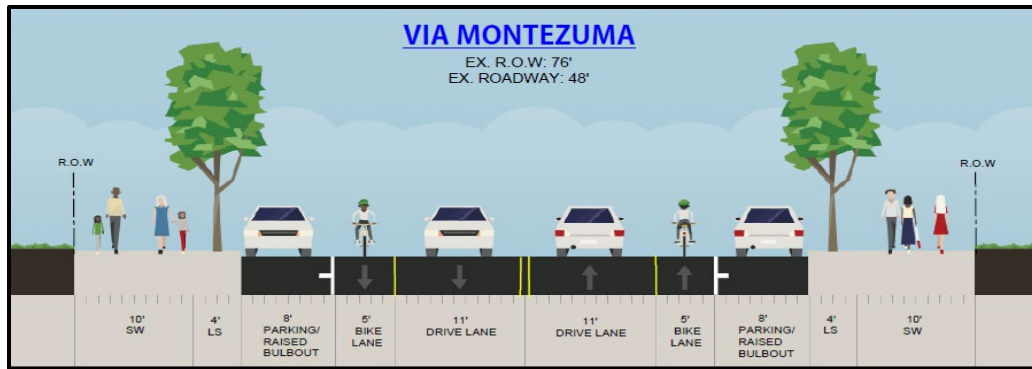 VIA MONTEZUMA
EX. R.O.W: 76'
EX. ROADWAY: 48'
R.O.W
R.O.W
10'
SW
4'
LS
8'
PARKING/
RAISED
BULBOUT
5'
BIKE
LANE
11'
DRIVE LANE
11'
DRIVE LANE
5'
BIKE
LANE
8'
PARKING/
RAISED
BULBOUT
4'
LS
10'
SW